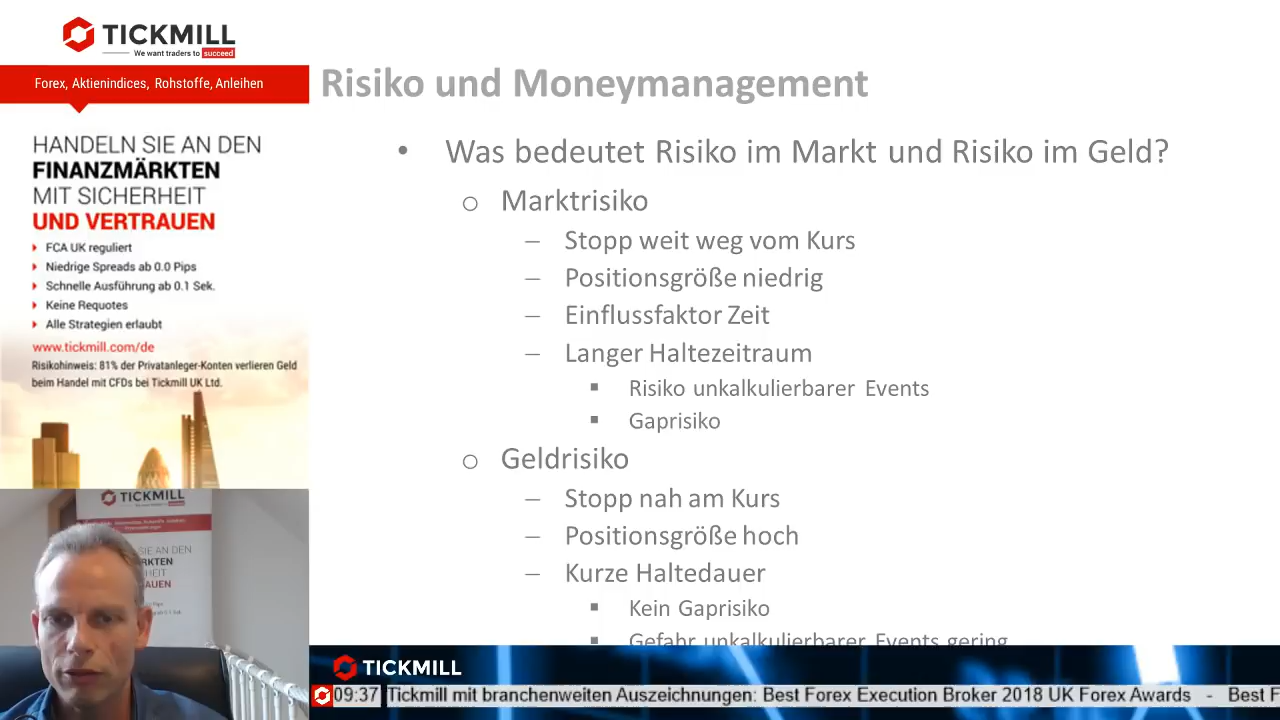 TICKMILL
We want traders to succeed
Forex, Aktienindices, Rohstoffe, Anleihen
HANDELN SIE AN DEN
FINANZMÄRKTEN
MIT SICHERHEIT
UND VERTRAUEN
FCA UK reguliert
Niedrige Spreads ab 0.0 Pips
Schnelle Ausführung ab 0.1 Sek.
Keine Requotes
Alle Strategien erlaubt
www.tickmill.com/de
Risikohinweis: 81% der Privatanleger-Konten verlieren Geld
beim Handel mit CFDs bei Tickmill UK Ltd.
Risiko und Moneymanagement
• Was bedeutet Risiko im Markt und Risiko im Geld?
o Marktrisiko
– Stopp weit weg vom Kurs
– Positionsgröße niedrig
– Einflussfaktor Zeit
– Langer Haltezeitraum
▪ Risiko unkalkulierbarer Events
▪ Gaprisiko
o Geldrisiko
– Stopp nah am Kurs
– Positionsgröße hoch
– Kurze Haltedauer
▪ Kein Gaprisiko
▪ Gefahr unkalkulierbarer Events gering
TICKMILL
SIE AN DEN
RKTEN
HEIT
RAUEN
TICKMILL
09:37 Tickmill mit branchenweiten Auszeichnungen: Best Forex Execution Broker 2018 UK Forex Awards - Best F